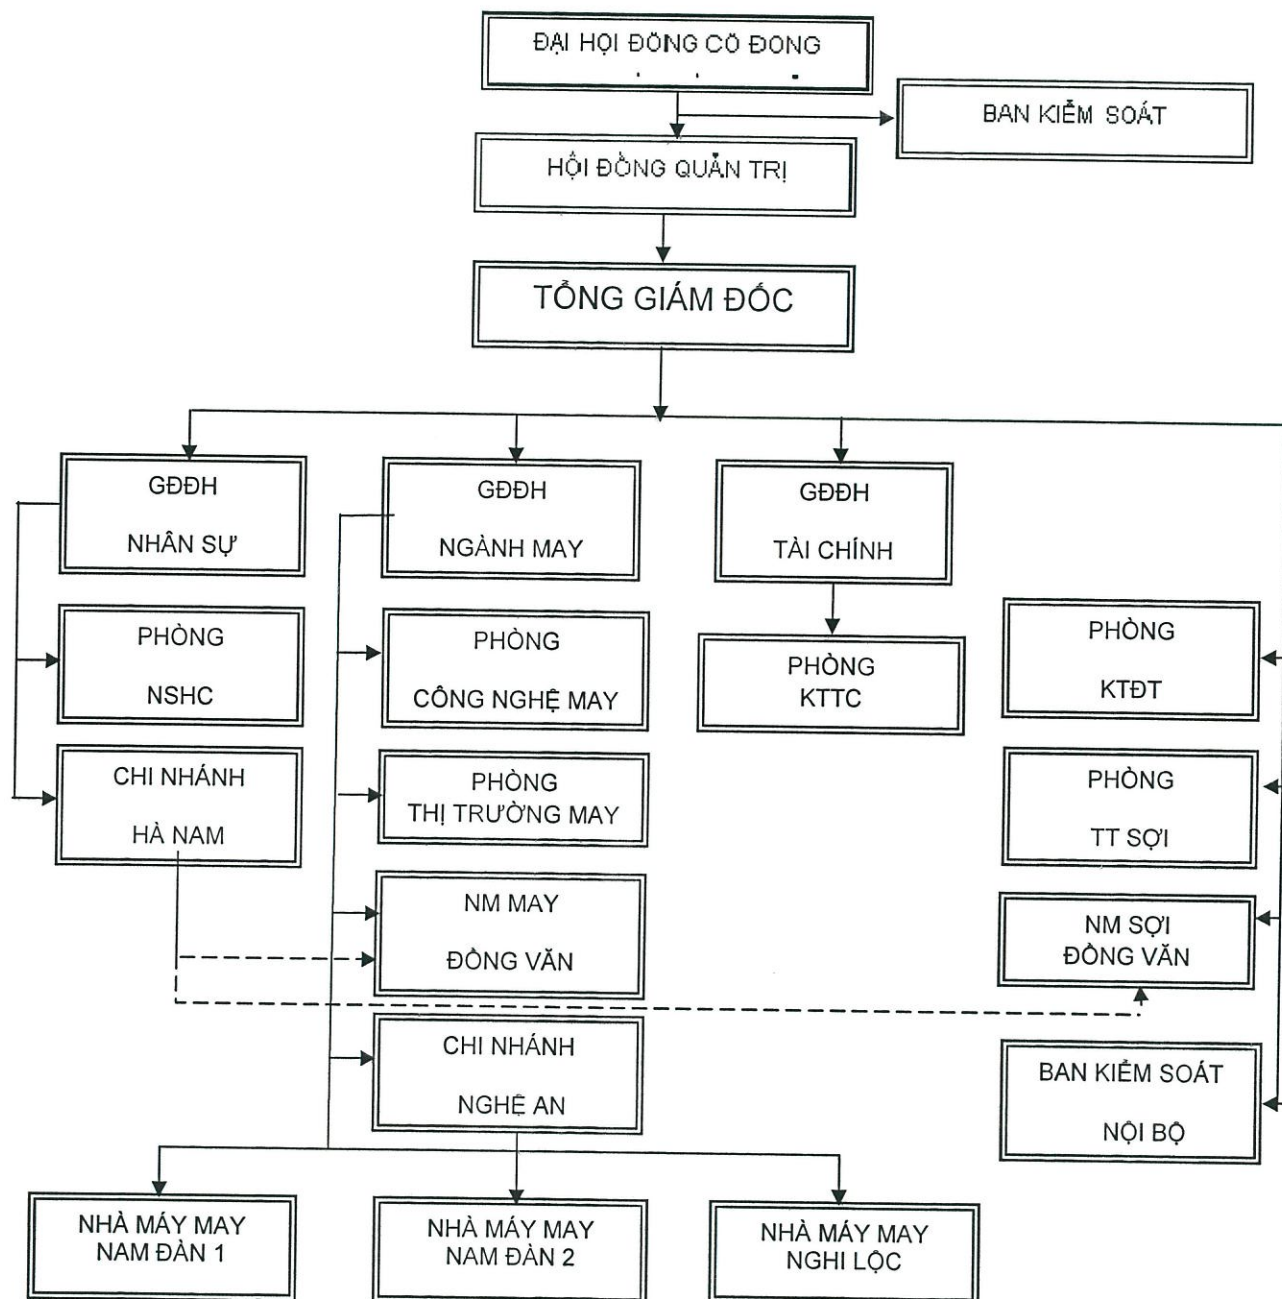 ĐẠI HỘI ĐỒNG CỔ ĐÔNG
BAN KIỂM SOÁT
HỘI ĐỒNG QUẢN TRỊ
TỔNG GIÁM ĐỐC
GĐĐH
NHÂN SỰ
GĐĐH
NGÀNH MAY
GĐĐH
TÀI CHÍNH
PHÒNG
NSHC
PHÒNG
CÔNG NGHỆ MAY
PHÒNG
KTTC
PHÒNG
KTĐT
CHI NHÁNH
HÀ NAM
PHÒNG
THỊ TRƯỜNG MAY
PHÒNG
TT SỢI
NM MAY
ĐỒNG VĂN
NM SỢI
ĐỒNG VĂN
CHI NHÁNH
NGHỆ AN
BAN KIỂM SOÁT
NỘI BỘ
NHÀ MÁY MAY
NAM ĐÀN 1
NHÀ MÁY MAY
NAM ĐÀN 2
NHÀ MÁY MAY
NGHI LỘC